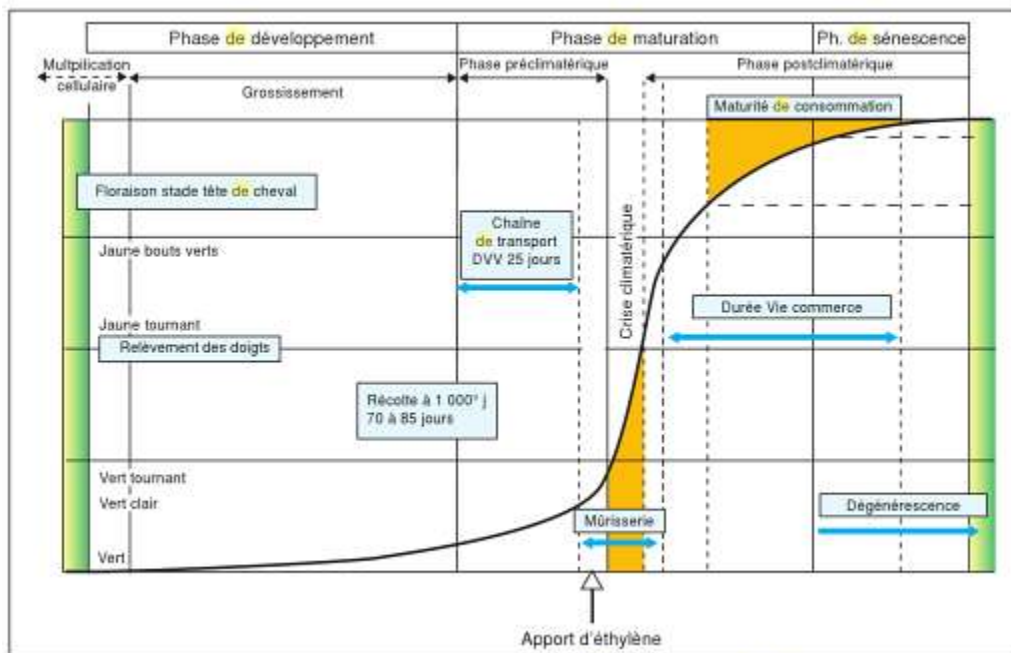 Phase de développement
Phase de maturation
Ph. de sénescence
Multpilication
cellulaire
Grossissement
Phase préclimatérique
Phase postclimatérique
Maturité de consommation
Floraison stade tête de cheval
Chaîne
de transport
DVV 25 jours
Crise climatérique
Jaune bouts verts
Durée Vie commerce
Jaune tournant
Relèvement des doigts
Récolte à 1 000° j
70 à 85 jours
Vert tournant
Vert clair
Vert
Mûrisserie
Dégénérescence
Apport d'éthylène